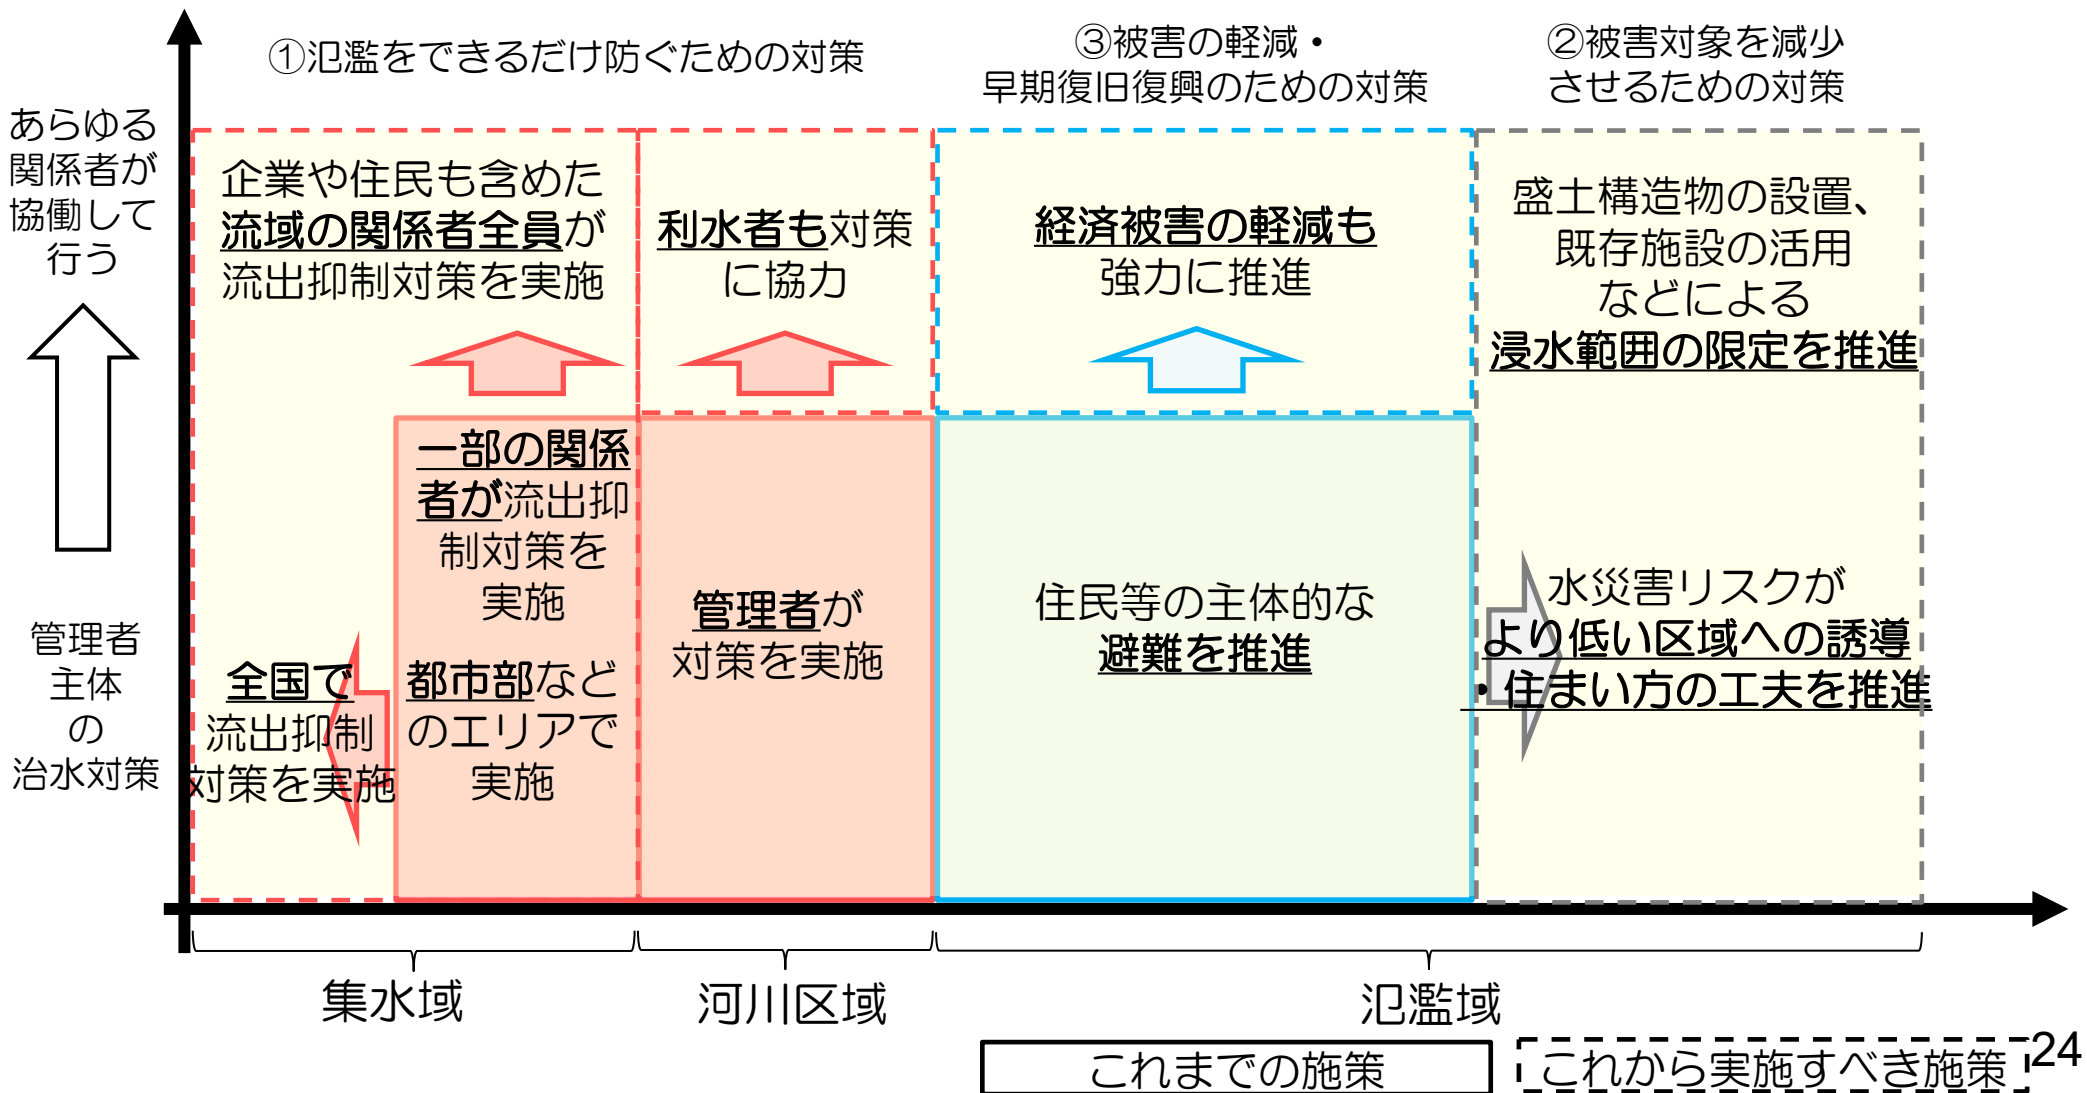 ①氾濫をできるだけ防ぐための対策
③被害の軽減・
早期復旧復興のための対策
②被害対象を減少
させるための対策
あらゆる
関係者が
協働して
行う
管理者
主体
の
治水対策
企業や住民も含めた
流域の関係者全員が
流出抑制対策を実施
利水者も対策
に協力
経済被害の軽減も
強力に推進
盛土構造物の設置、
既存施設の活用
などによる
浸水範囲の限定を推進
一部の関係
者が流出抑
制対策を
実施
全国で
流出抑制
対策を実施
都市部など
のエリアで
実施
管理者が
対策を実施
住民等の主体的な
避難を推進
水災害リスクが
より低い区域への誘導
・住まい方の工夫を推進
集水域
河川区域
氾濫域
これまでの施策
これから実施すべき施策
24